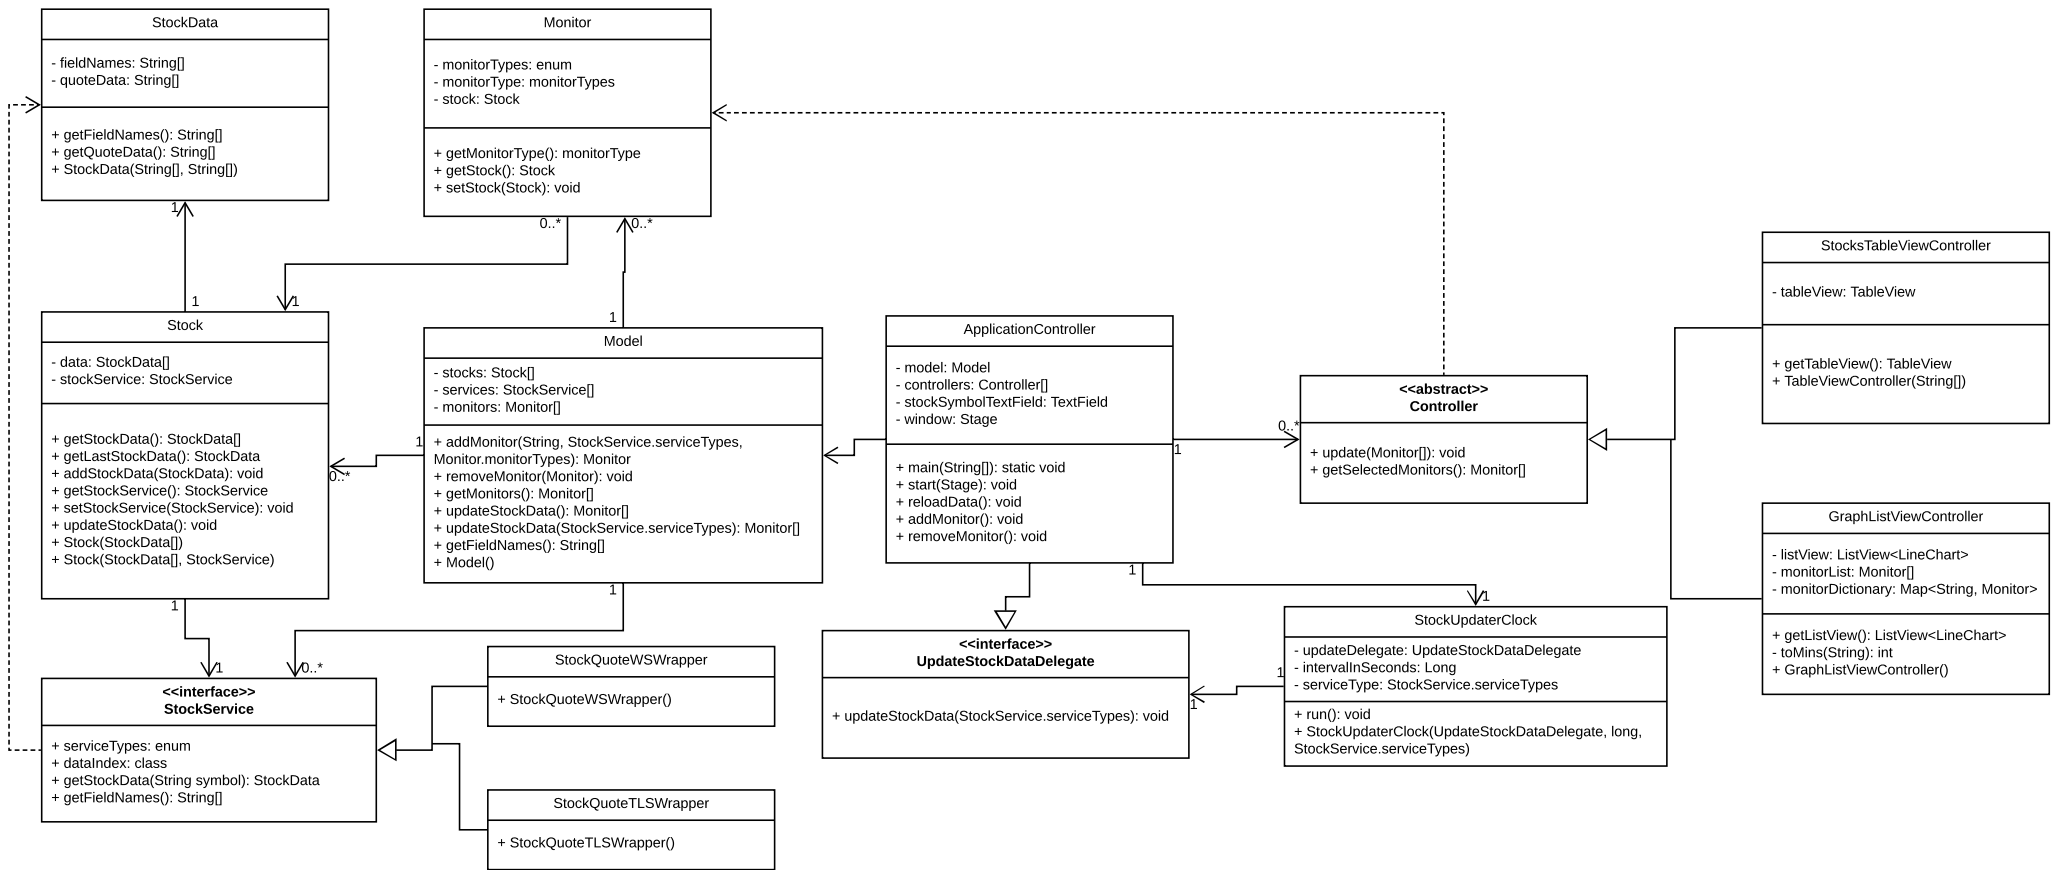 StockData
- fieldNames: String[]
- quoteData: String[]
+ getFieldNames(): String[]
+ getQuoteData(): String[]
+ StockData(String[], String[])
1
1
Monitor
- monitorTypes: enum
- monitorType: monitorTypes
- stock: Stock
+ getMonitorType(): monitorType
+ getStock(): Stock
+ setStock(Stock): void
0..*
0..*
1
1
Stock
- data: StockData[]
- stockService: StockService
+ getStockData(): StockData[]
+ getLastStockData(): StockData
+ addStockData(StockData): void
+ getStockService(): StockService
+ setStockService(StockService): void
+ updateStockData(): void
+ Stock(StockData[])
+ Stock(StockData[], StockService)
1
0..*
1
1
Model
- stocks: Stock[]
- services: StockService[]
- monitors: Monitor[]
+ addMonitor(String, StockService.serviceTypes,
Monitor.monitorTypes): Monitor
+ removeMonitor(Monitor): void
+ getMonitors(): Monitor[]
+ updateStockData(): Monitor[]
+ updateStockData(StockService.serviceTypes): Monitor[]
+ getFieldNames(): String[]
+ Model()
1
0..*
ApplicationController
- model: Model
- controllers: Controller[]
- stockSymbolTextField: TextField
- window: Stage
+ main(String[]): static void
+ start(Stage): void
+ reloadData(): void
+ addMonitor(): void
+ removeMonitor(): void
1
0..*
1
1
<<abstract>>
Controller
+ update(Monitor[]): void
+ getSelectedMonitors(): Monitor[]
StocksTableViewController
- tableView: TableView
+ getTableView(): TableView
+ TableViewController(String[])
GraphListViewController
- listView: ListView<LineChart>
- monitorList: Monitor[]
- monitorDictionary: Map<String, Monitor>
+ getListView(): ListView<LineChart>
- toMins(String): int
+ GraphListViewController()
<<interface>>
StockService
+ serviceTypes: enum
+ dataIndex: class
+ getStockData(String symbol): StockData
+ getFieldNames(): String[]
StockQuoteWSWrapper
+ StockQuoteWSWrapper()
StockQuoteTLSWrapper
+ StockQuoteTLSWrapper()
<<interface>>
UpdateStockDataDelegate
+ updateStockData(StockService.serviceTypes): void
1
1
StockUpdaterClock
- updateDelegate: UpdateStockDataDelegate
- intervalInSeconds: Long
- serviceType: StockService.serviceTypes
+ run(): void
+ StockUpdaterClock(UpdateStockDataDelegate, long,
StockService.serviceTypes)